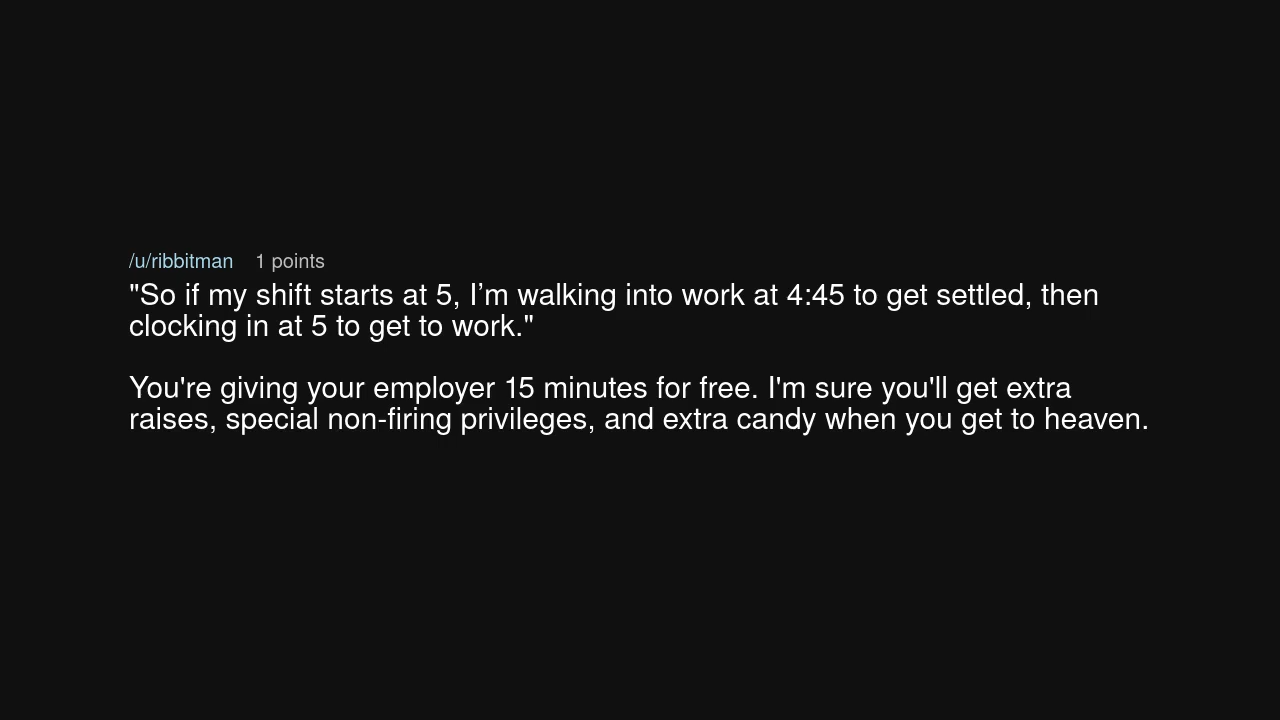 /u/ribbitman 1 points
"So if my shift starts at 5, I’m walking into work at 4:45 to get settled, then
clocking in at 5 to get to work."
You're giving your employer 15 minutes for free. I'm sure you'll get extra
raises, special non-firing privileges, and extra candy when you get to heaven.